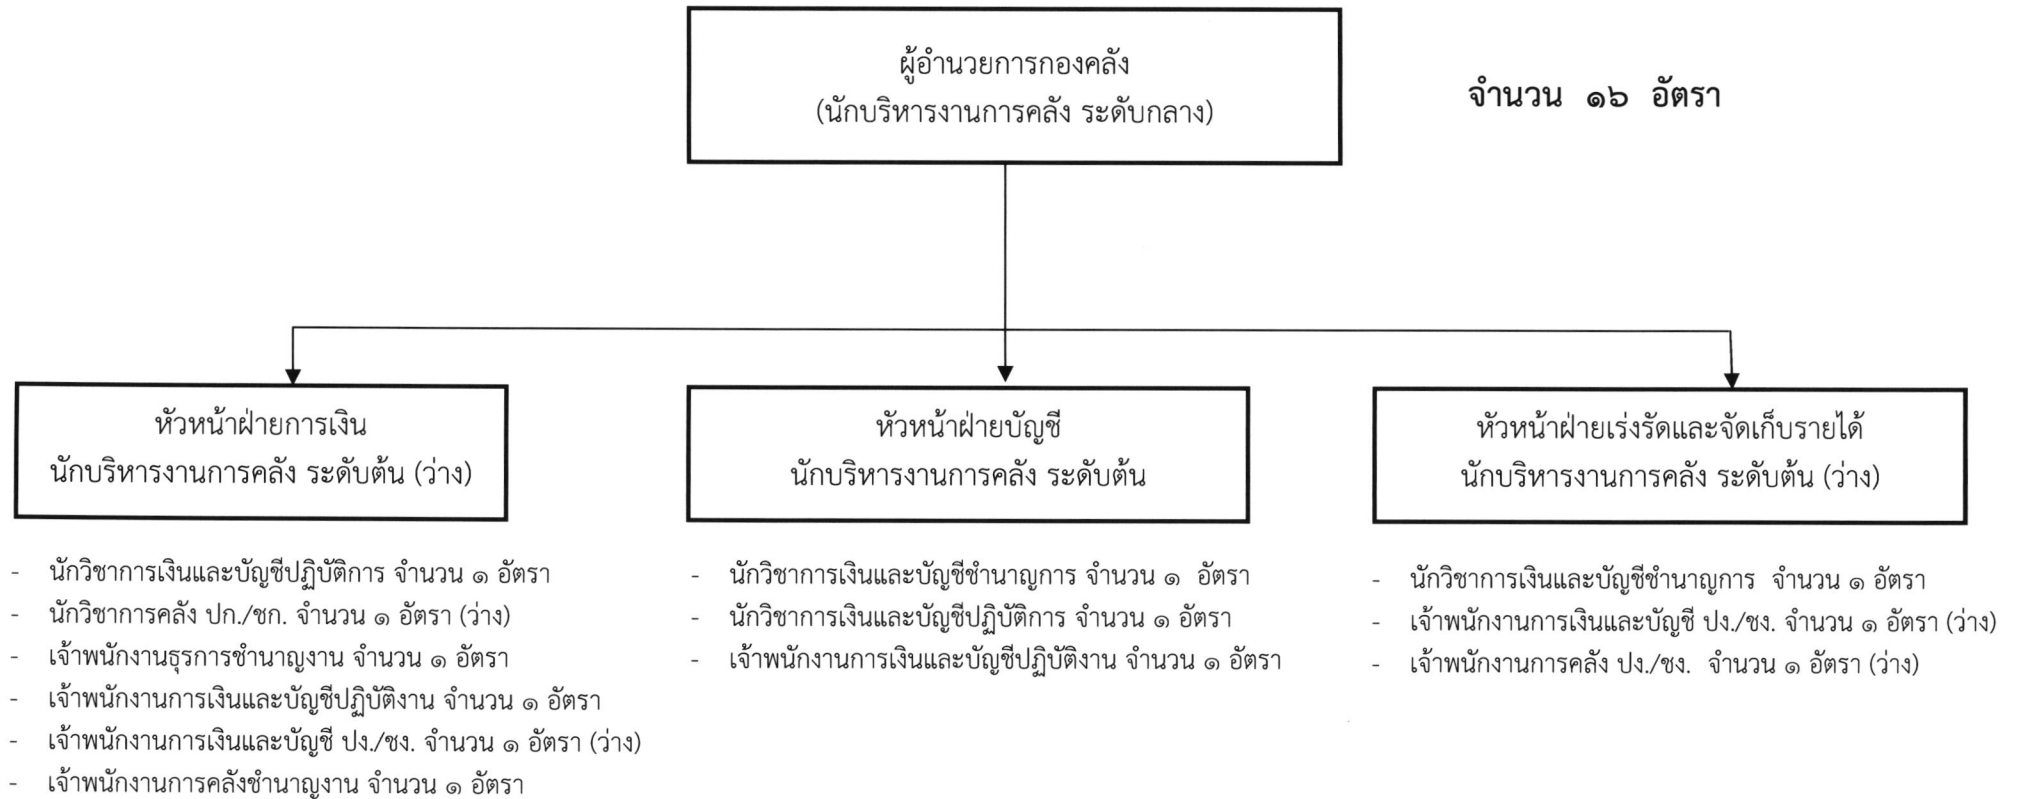 ผู้อำนวยการกองคลัง
(นักบริหารงานการคลัง ระดับกลาง)
จำนวน ๑๖ อัตรา
หัวหน้าฝ่ายการเงิน
นักบริหารงานการคลัง ระดับต้น (ว่าง)
- นักวิชาการเงินและบัญชีปฏิบัติการ จำนวน ๑ อัตรา
- นักวิชาการคลัง ปก./ชก. จำนวน ๑ อัตรา (ว่าง)
- เจ้าพนักงานธุรการชำนาญงาน จำนวน ๑ อัตรา
- เจ้าพนักงานการเงินและบัญชีปฏิบัติงาน จำนวน ๑ อัตรา
- เจ้าพนักงานการเงินและบัญชี ปง./ชง. จำนวน ๑ อัตรา (ว่าง)
- เจ้าพนักงานการคลังชำนาญงาน จำนวน ๑ อัตรา
หัวหน้าฝ่ายบัญชี
นักบริหารงานการคลัง ระดับต้น
- นักวิชาการเงินและบัญชีชำนาญการ จำนวน ๑ อัตรา
- นักวิชาการเงินและบัญชีปฏิบัติการ จำนวน ๑ อัตรา
- เจ้าพนักงานการเงินและบัญชีปฏิบัติงาน จำนวน ๑ อัตรา
หัวหน้าฝ่ายเร่งรัดและจัดเก็บรายได้
นักบริหารงานการคลัง ระดับต้น (ว่าง)
- นักวิชาการเงินและบัญชีชำนาญการ จำนวน ๑ อัตรา
- เจ้าพนักงานการเงินและบัญชี ปง./ชง. จำนวน ๑ อัตรา (ว่าง)
- เจ้าพนักงานการคลัง ปง./ชง. จำนวน ๑ อัตรา (ว่าง)